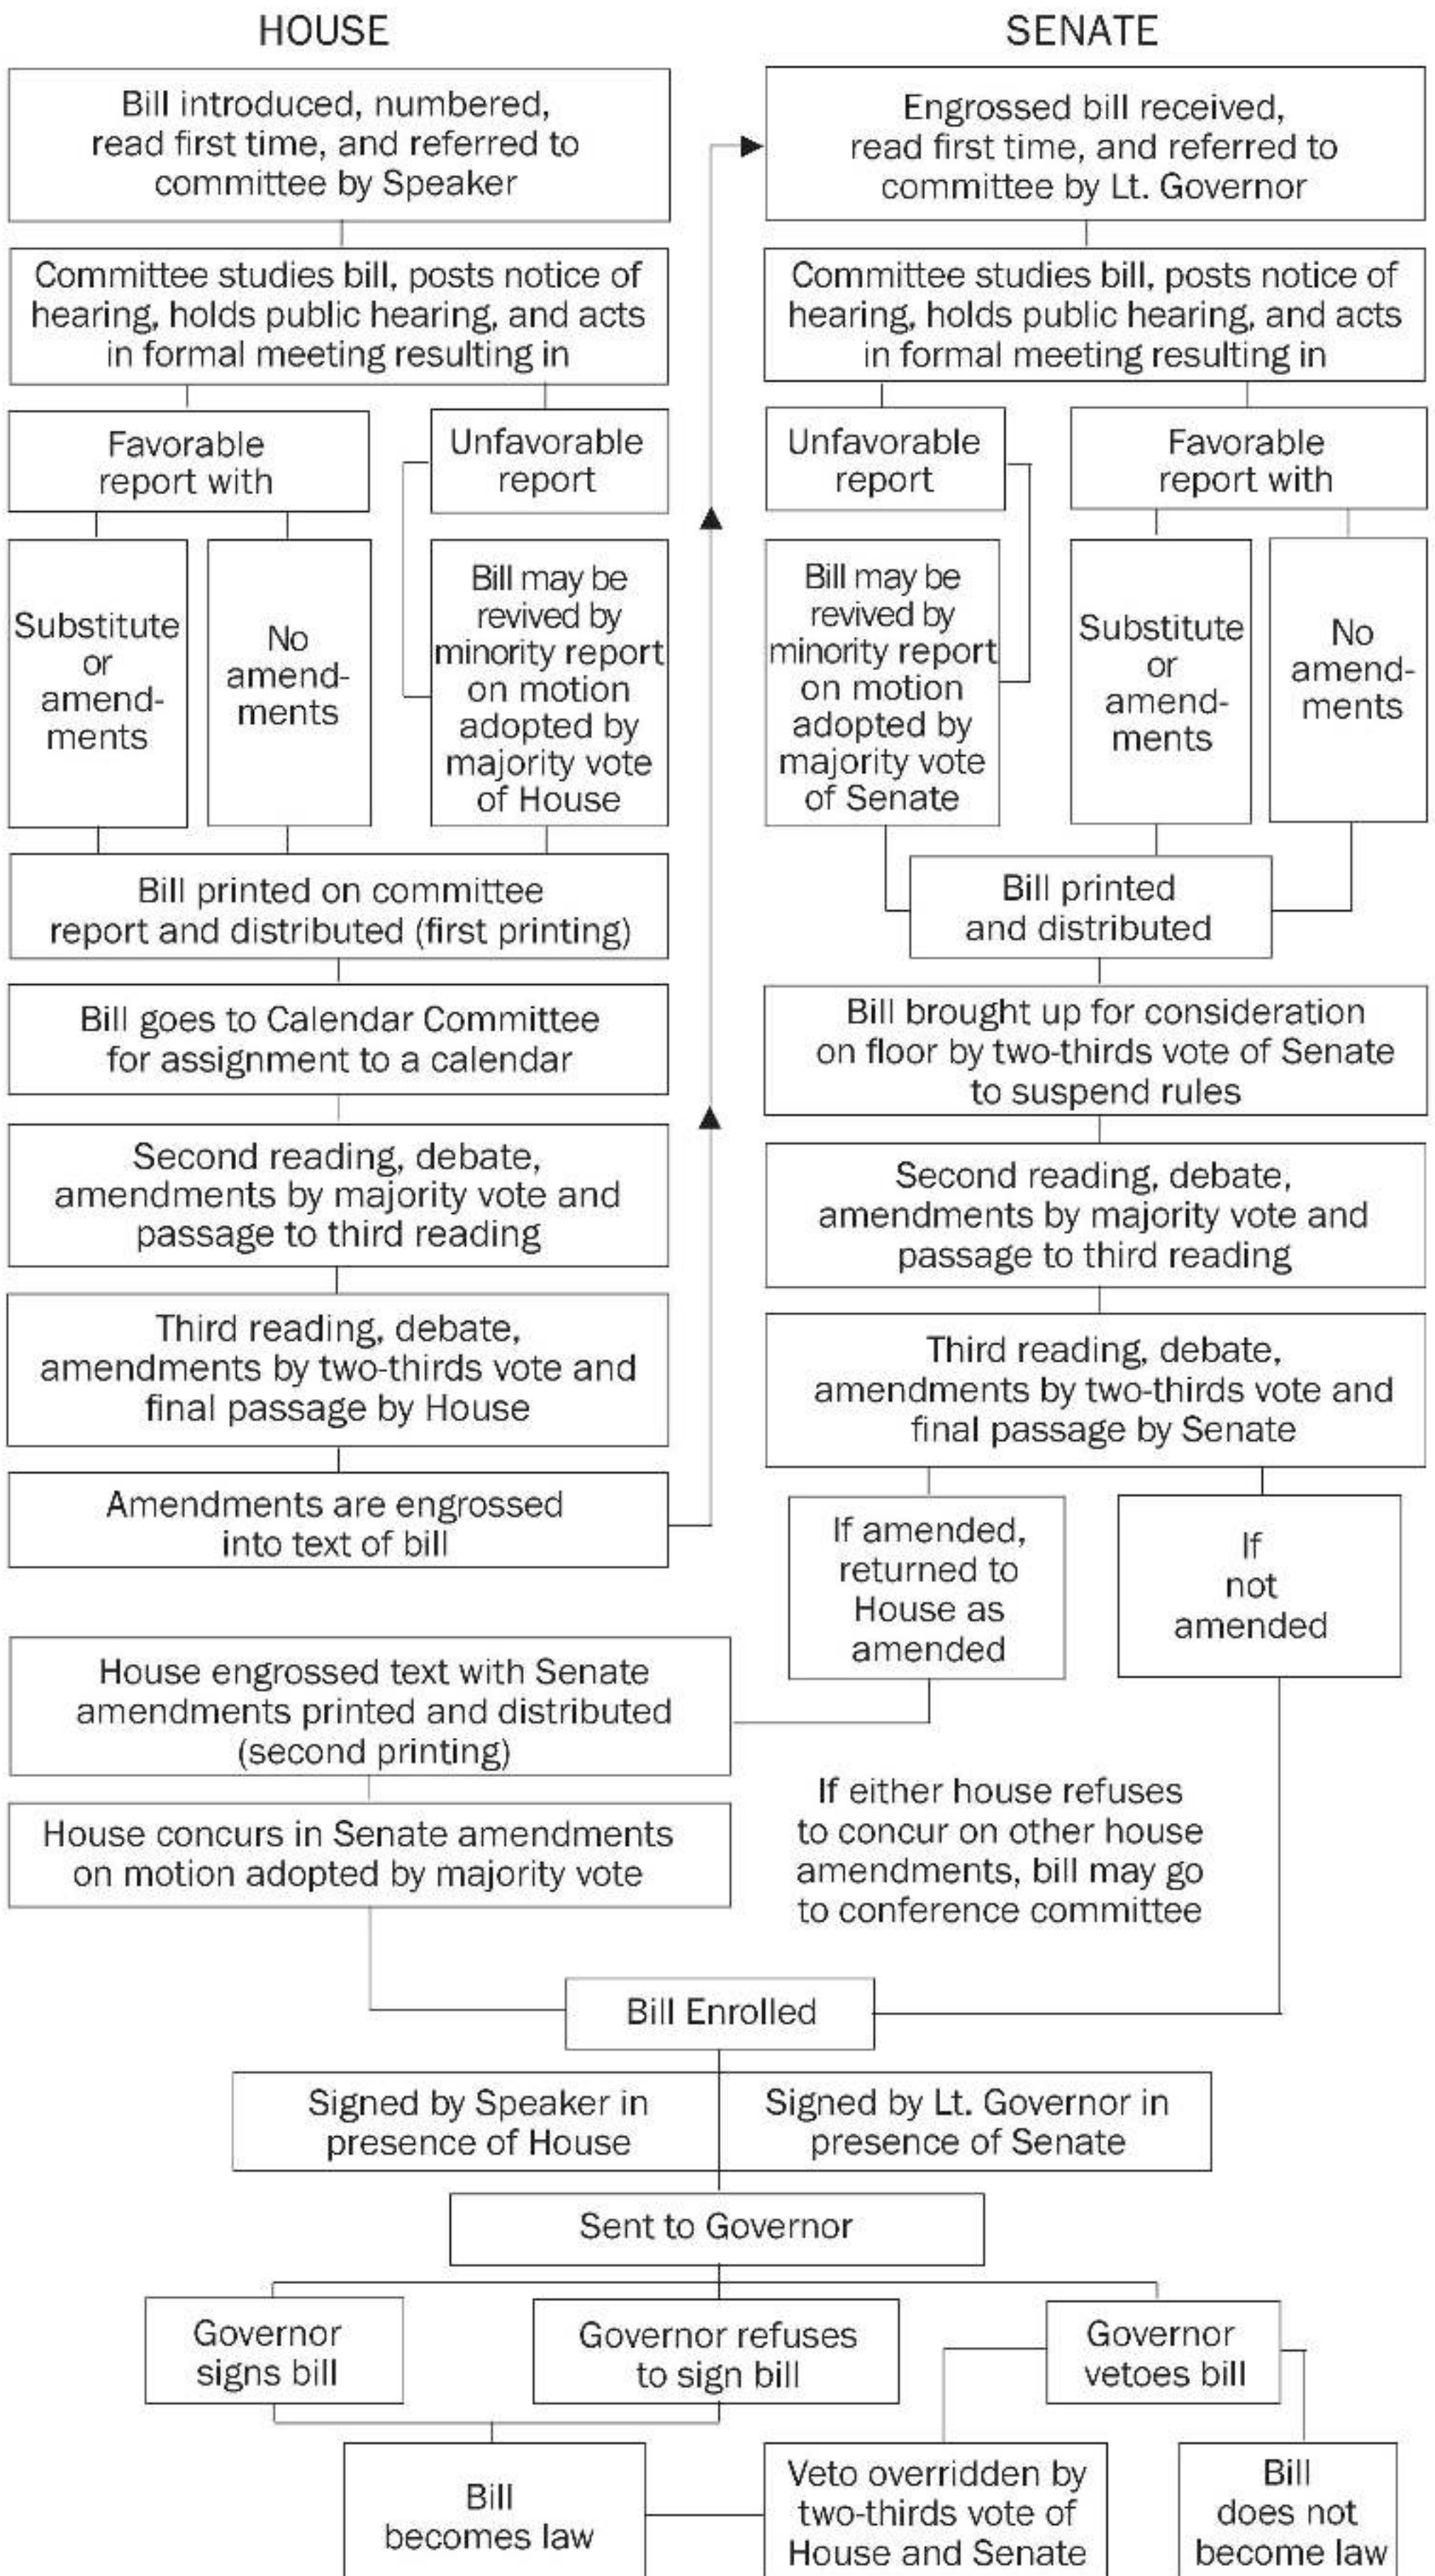 HOUSE
Bill introduced, numbered,
read first time, and referred to
committee by Speaker
Committee studies bill, posts notice of
hearing, holds public hearing, and acts
in formal meeting resulting in
Favorable
report with
Unfavorable
report
Substitute
or
amend-
ments
No
amend-
ments
Bill may be
revived by
minority report
on motion
adopted by
majority vote
of House
Bill printed on committee
report and distributed (first printing)
Bill goes to Calendar Committee
for assignment to a calendar
Second reading, debate,
amendments by majority vote and
passage to third reading
Third reading, debate,
amendments by two-thirds vote and
final passage by House
Amendments are engrossed
into text of bill
SENATE
Engrossed bill received,
read first time, and referred to
committee by Lt. Governor
Committee studies bill, posts notice of
hearing, holds public hearing, and acts
in formal meeting resulting in
Unfavorable
report
Favorable
report with
Bill may be
revived by
minority report
on motion
adopted by
majority vote
of Senate
Substitute
or
amend-
ments
No
amend-
ments
Bill printed
and distributed
Bill brought up for consideration
on floor by two-thirds vote of Senate
to suspend rules
Second reading, debate,
amendments by majority vote and
passage to third reading
Third reading, debate,
amendments by two-thirds vote and
final passage by Senate
If amended,
returned to
House as
amended
If
not
amended
House engrossed text with Senate
amendments printed and distributed
(second printing)
House concurs in Senate amendments
on motion adopted by majority vote
If either house refuses
to concur on other house
amendments, bill may go
to conference committee
Bill Enrolled
Signed by Speaker in
presence of House
Signed by Lt. Governor in
presence of Senate
Sent to Governor
Governor
signs bill
Governor refuses
to sign bill
Governor
vetoes bill
Bill
becomes law
Veto overridden by
two-thirds vote of
House and Senate
Bill
does not
become law